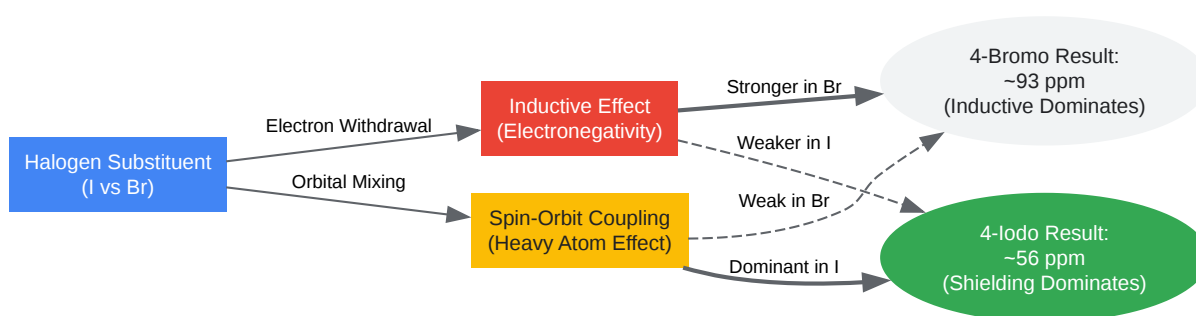 Halogen Substituent
(I vs Br)
Electron Withdrawal
Orbital Mixing
Inductive Effect
(Electronegativity)
Spin-Orbit Coupling
(Heavy Atom Effect)
Stronger in Br
Weaker in I
Weak in Br
Dominant in I
4-Bromo Result:
~93 ppm
(Inductive Dominates)
4-Iodo Result:
~56 ppm
(Shielding Dominates)